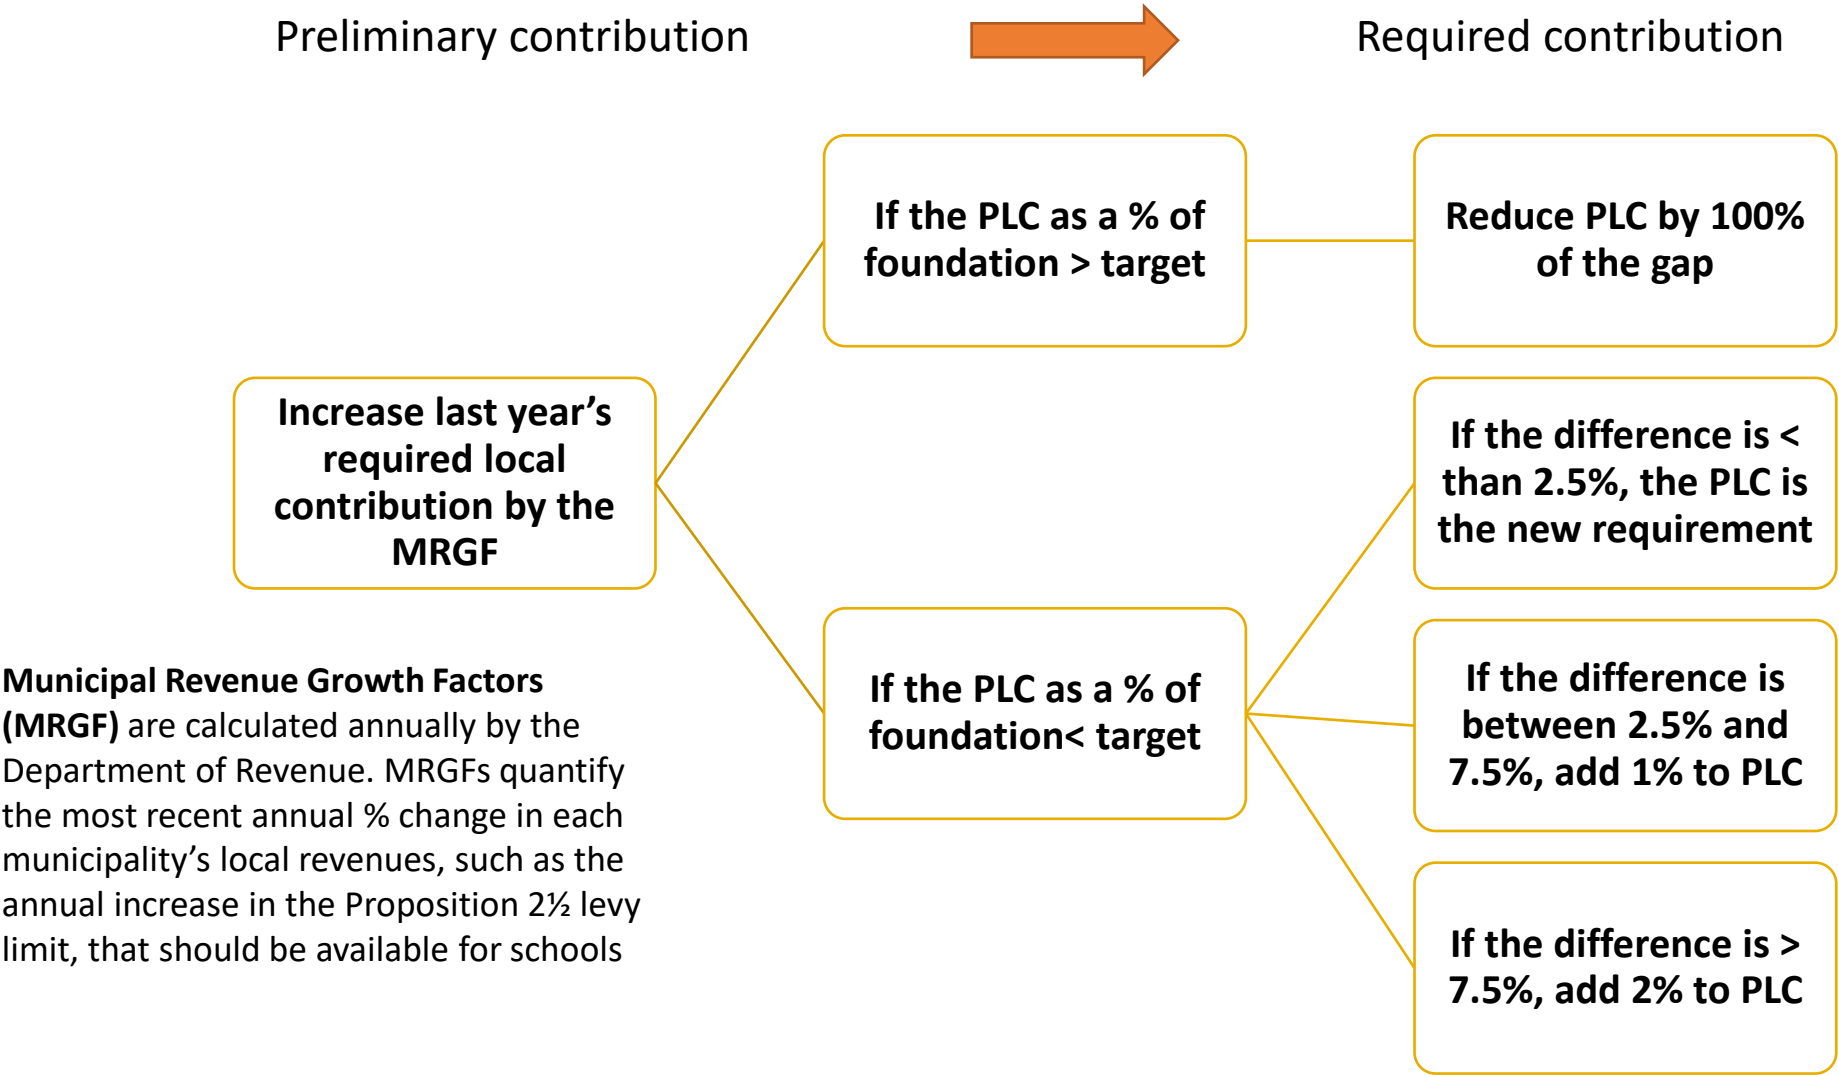 Preliminary contribution
Required contribution
If the PLC as a % of
foundation > target
Reduce PLC by 100%
of the gap
Increase last year’s
required local
contribution by the
MRGF
If the difference is <
than 2.5%, the PLC is
the new requirement
If the PLC as a % of
foundation< target
If the difference is
between 2.5% and
7.5%, add 1% to PLC
If the difference is >
7.5%, add 2% to PLC
Municipal Revenue Growth Factors
(MRGF) are calculated annually by the
Department of Revenue. MRGFs quantify
the most recent annual % change in each
municipality’s local revenues, such as the
annual increase in the Proposition 2½ levy
limit, that should be available for schools